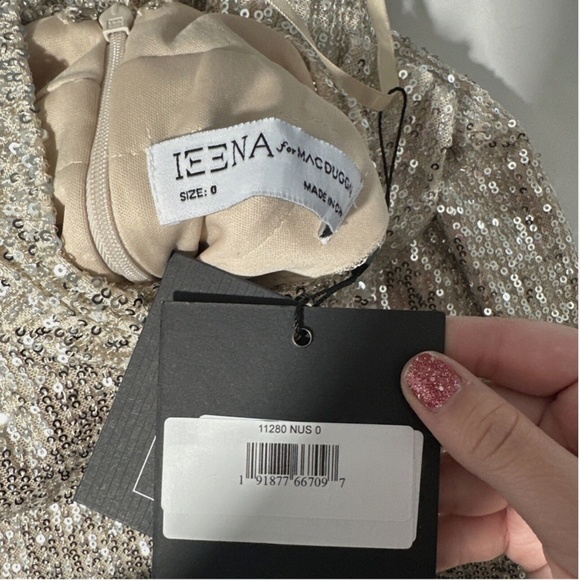 IEENA for MAC DUGGAL
SIZE: 0
MADE IN CH
11280 NUS 0
1 91877 66709 7